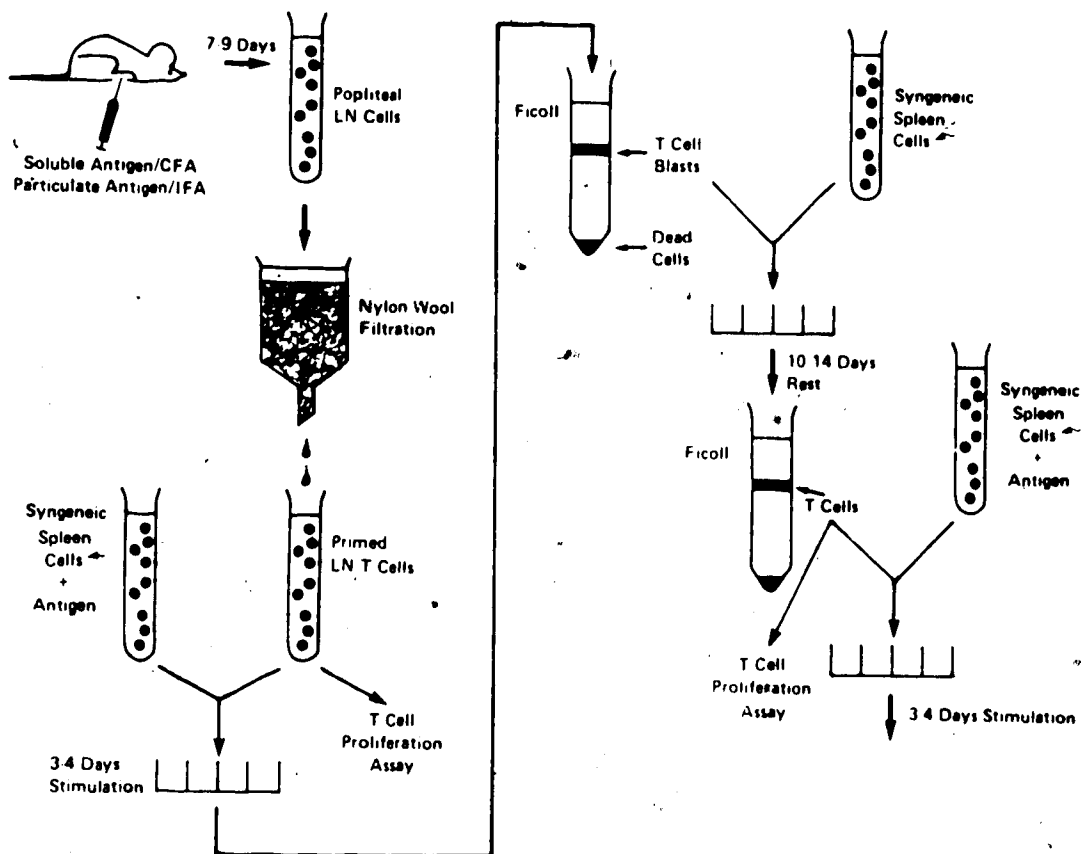 7-9 Days
Popliteal
LN Cells
Soluble Antigen/CFA
Particulate Antigen/IFA
Nylon Wool
Filtration
Syngeneic
Spleen
Cells
+
Antigen
Primed
LN T Cells
T Cell
Proliferation
Assay
3-4 Days
Stimulation
Ficoll
T Cell
Blasts
Dead
Cells
Syngeneic
Spleen
Cells
10-14 Days
Rest
Ficoll
T Cells
Syngeneic
Spleen
Cells
+
Antigen
T Cell
Proliferation
Assay
3-4 Days Stimulation